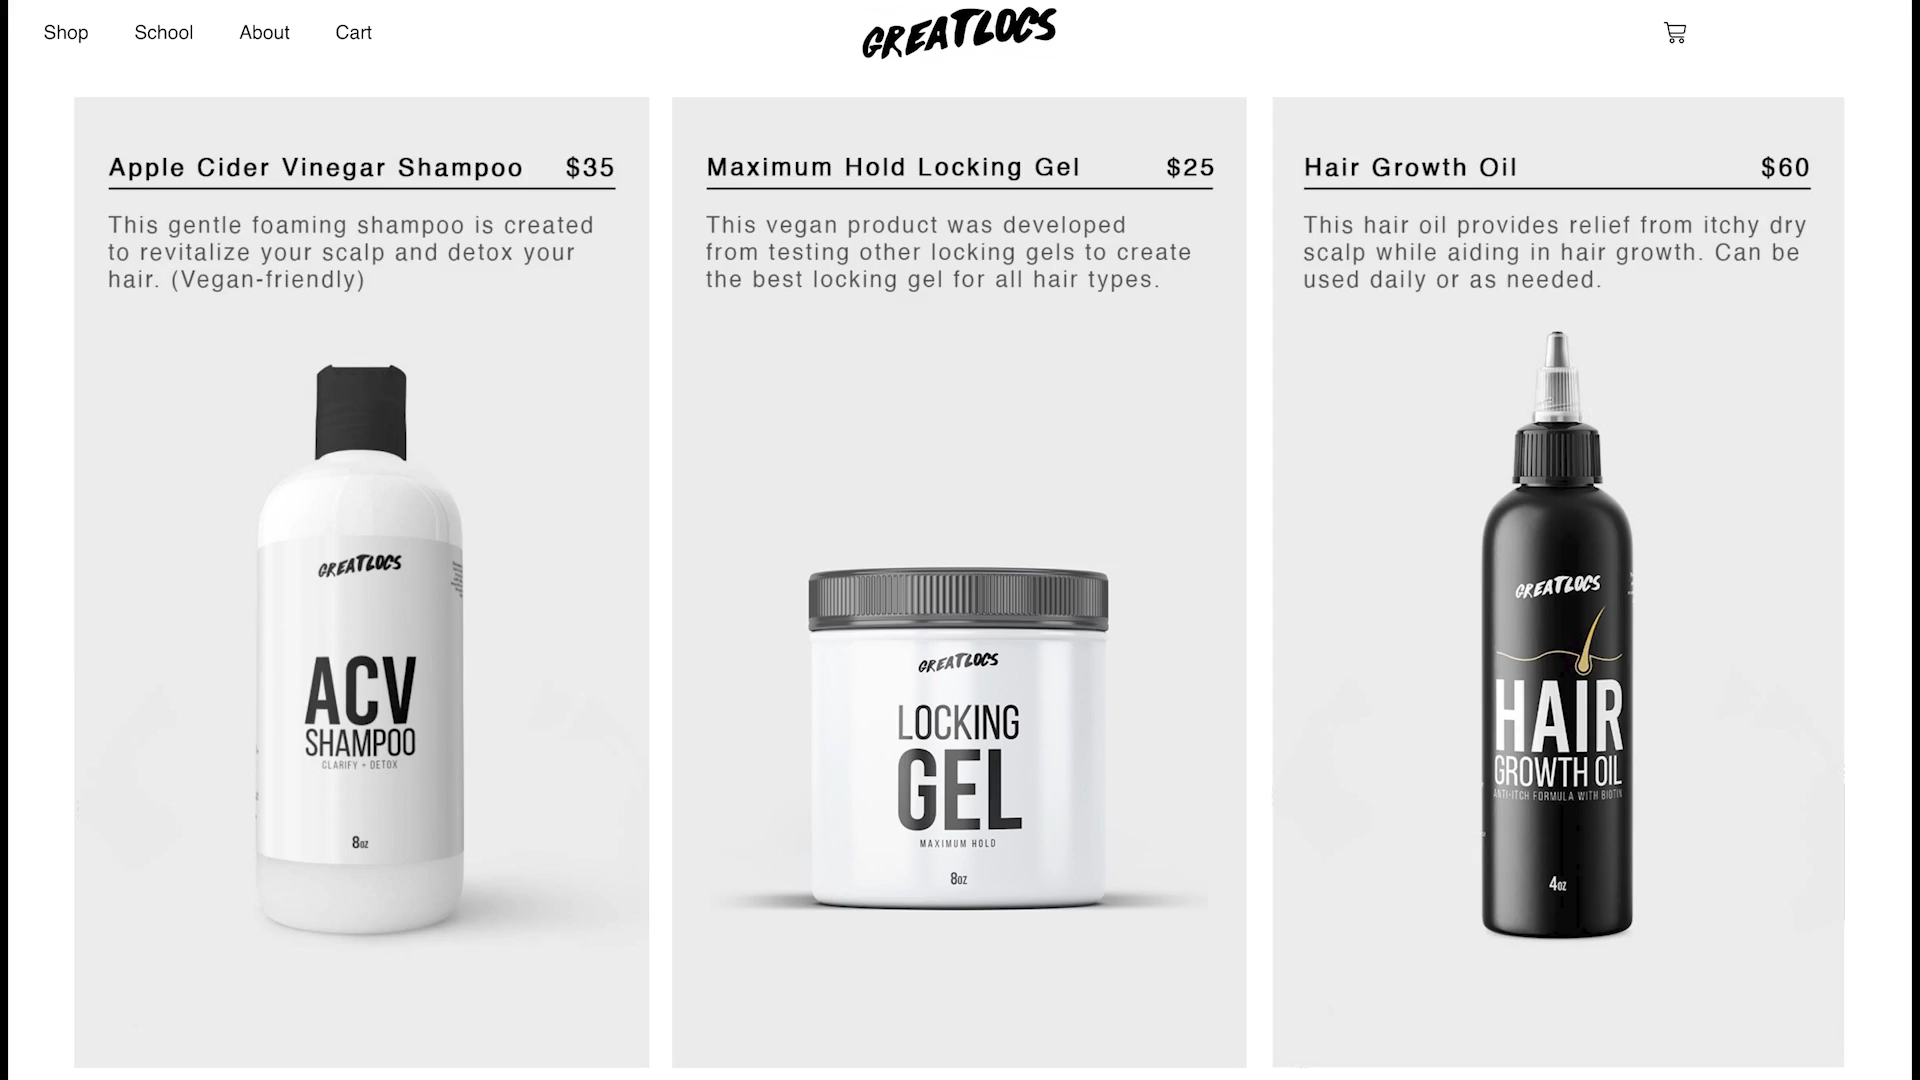 Shop School About Cart
GREATLOCS
Apple Cider Vinegar Shampoo $35
This gentle foaming shampoo is created
to revitalize your scalp and detox your
hair. (Vegan-friendly)
GREATLOCS
ACV
SHAMPOO
CLARIFY + DETOX
8oz
Maximum Hold Locking Gel $25
This vegan product was developed
from testing other locking gels to create
the best locking gel for all hair types.
GREATLOCS
LOCKING
GEL
MAXIMUM HOLD
8oz
Hair Growth Oil $60
This hair oil provides relief from itchy dry
scalp while aiding in hair growth. Can be
used daily or as needed.
GREATLOCS
HAIR
GROWTH OIL
ANTI-ITCH FORMULA WITH BIOTIN
4oz